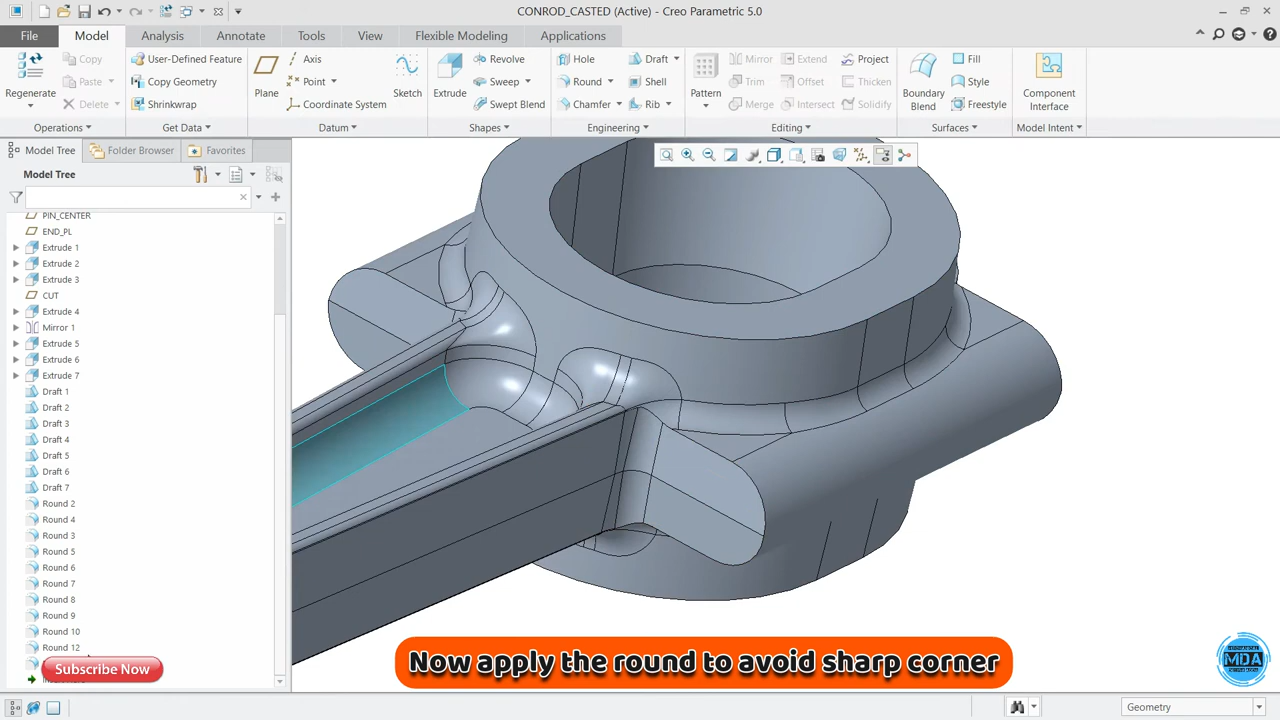 CONROD_CASTED (Active) - Creo Parametric 5.0
File Model Analysis Annotate Tools View Flexible Modeling Applications
Regenerate
Copy
Paste
Delete
User-Defined Feature
Copy Geometry
Shrinkwrap
Plane
Axis
Point
Coordinate System
Sketch
Extrude
Revolve
Sweep
Swept Blend
Hole
Round
Chamfer
Draft
Shell
Rib
Pattern
Mirror
Trim
Merge
Extend
Offset
Intersect
Project
Thicken
Solidify
Boundary
Blend
Fill
Style
Freestyle
Component
Interface
Operations Get Data Datum Shapes Engineering Editing Surfaces Model Intent
Model Tree Folder Browser Favorites
Model Tree
PIN_CENTER
END_PL
Extrude 1
Extrude 2
Extrude 3
CUT
Extrude 4
Mirror 1
Extrude 5
Extrude 6
Extrude 7
Draft 1
Draft 2
Draft 3
Draft 4
Draft 5
Draft 6
Draft 7
Round 2
Round 4
Round 3
Round 5
Round 6
Round 7
Round 8
Round 9
Round 10
Round 12
Subscribe Now
Now apply the round to avoid sharp corner
MDA
Geometry